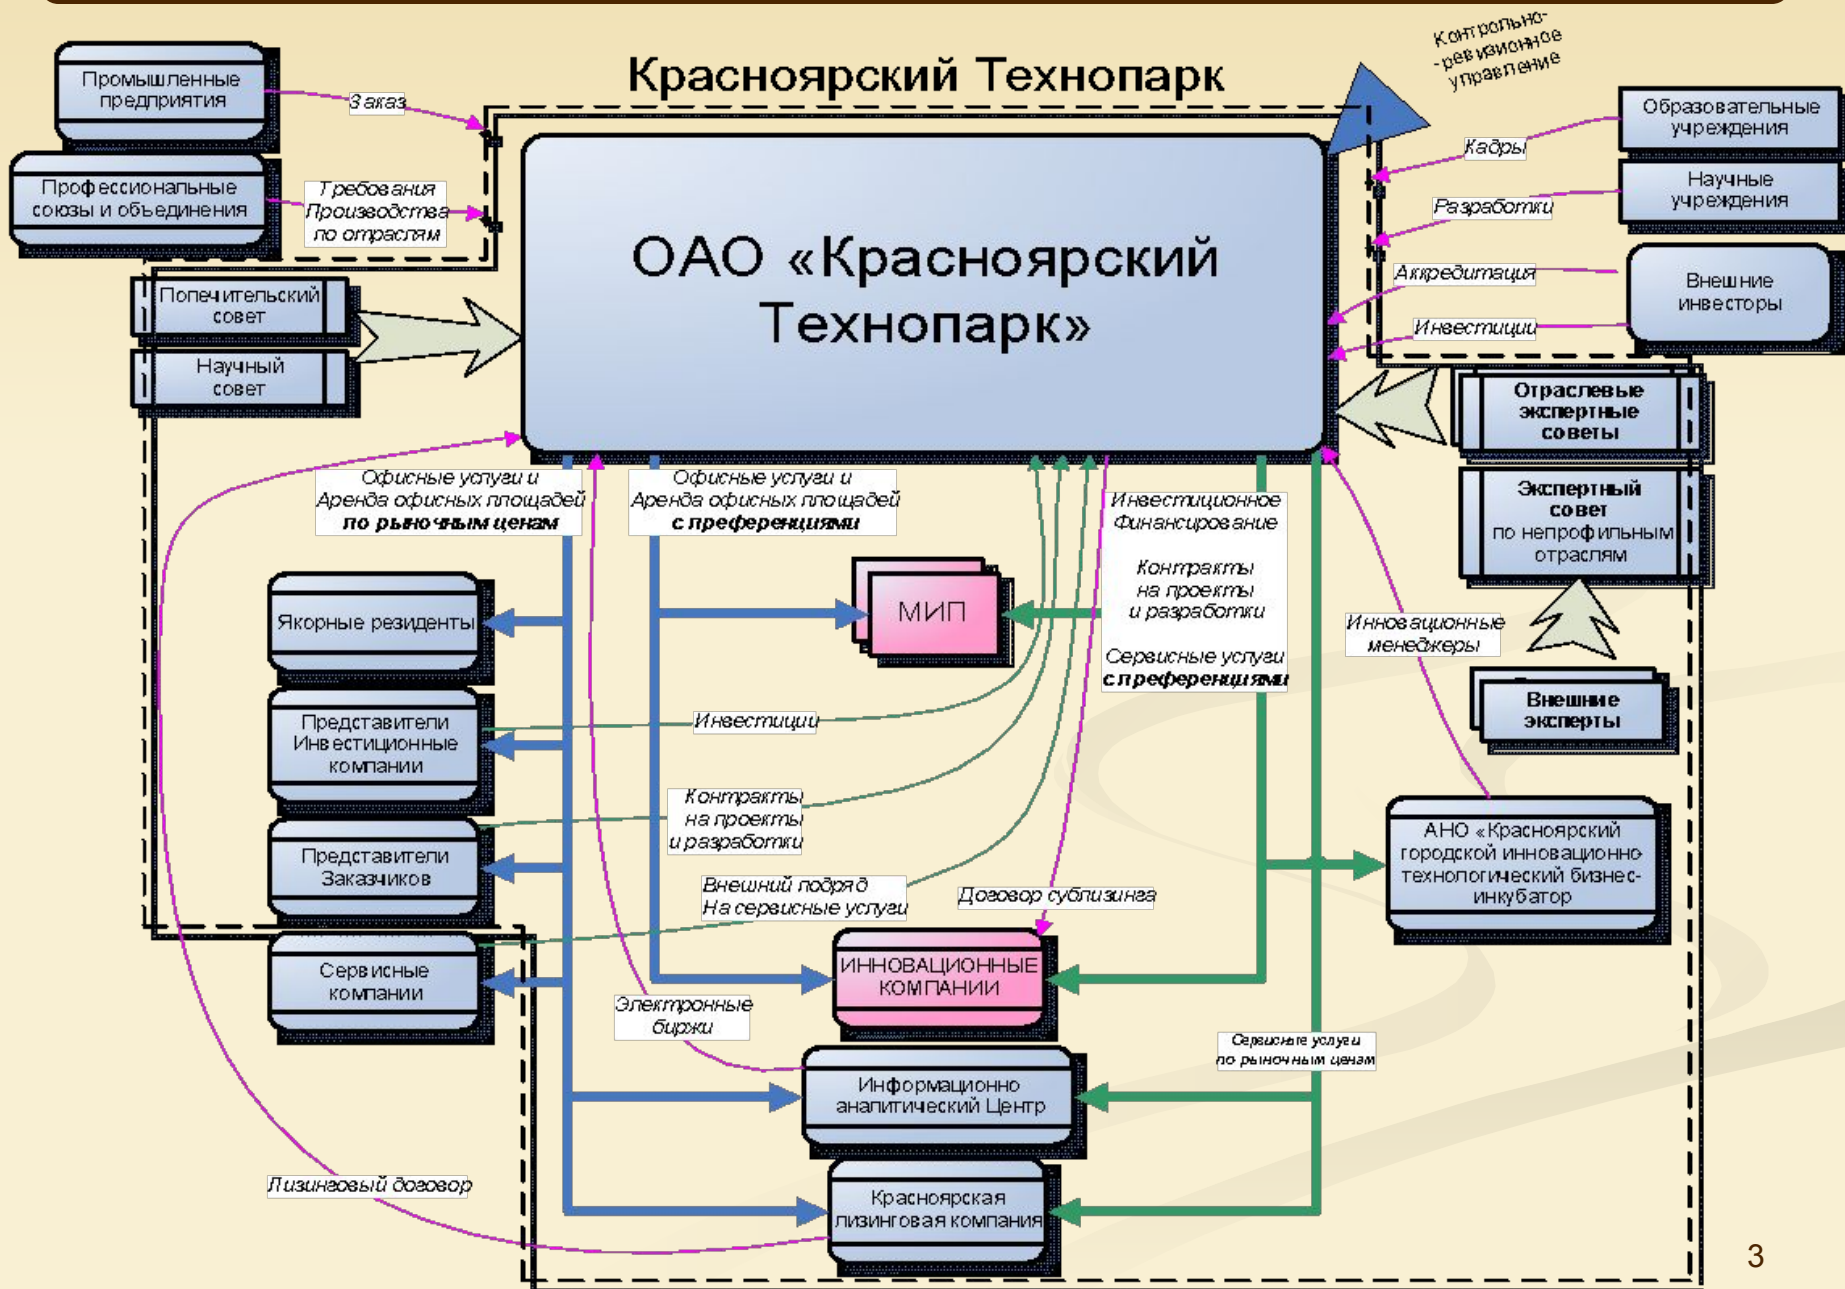 Красноярский Технопарк
Контрольно-
-ревизионное
управление
Промышленные
предприятия
Заказ
Профессиональные
союзы и объединения
Требования
Производства
по отраслям
Попечительский
совет
Научный
совет
ОАО «Красноярский
Технопарк»
Образовательные
учреждения
Кадры
Научные
учреждения
Разработки
Внешние
инвесторы
Аккредитация
Инвестиции
Отраслевые
экспертные
советы
Экспертный
совет
по непрофильным
отраслям
Внешние
эксперты
Офисные услуги и
Аренда офисных площадей
по рыночным ценам
Офисные услуги и
Аренда офисных площадей
с преференциями
Инвестиционное
Финансирование
Контракты
на проекты
и разработки
Сервисные услуги
с преференциями
Инновационные
менеджеры
МИП
Якорные резиденты
Представители
Инвестиционные
компании
Инвестиции
Представители
Заказчиков
Контракты
на проекты
и разработки
Внешний подряд
На сервисные услуги
Договор сублизинга
АНО «Красноярский
городской инновационно
технологический бизнес-
инкубатор
Сервисные
компании
ИННОВАЦИОННЫЕ
КОМПАНИИ
Электронные
биржи
Сервисные услуги
по рыночным ценам
Информационно
аналитический Центр
Лизинговый договор
Красноярская
лизинговая компания
3